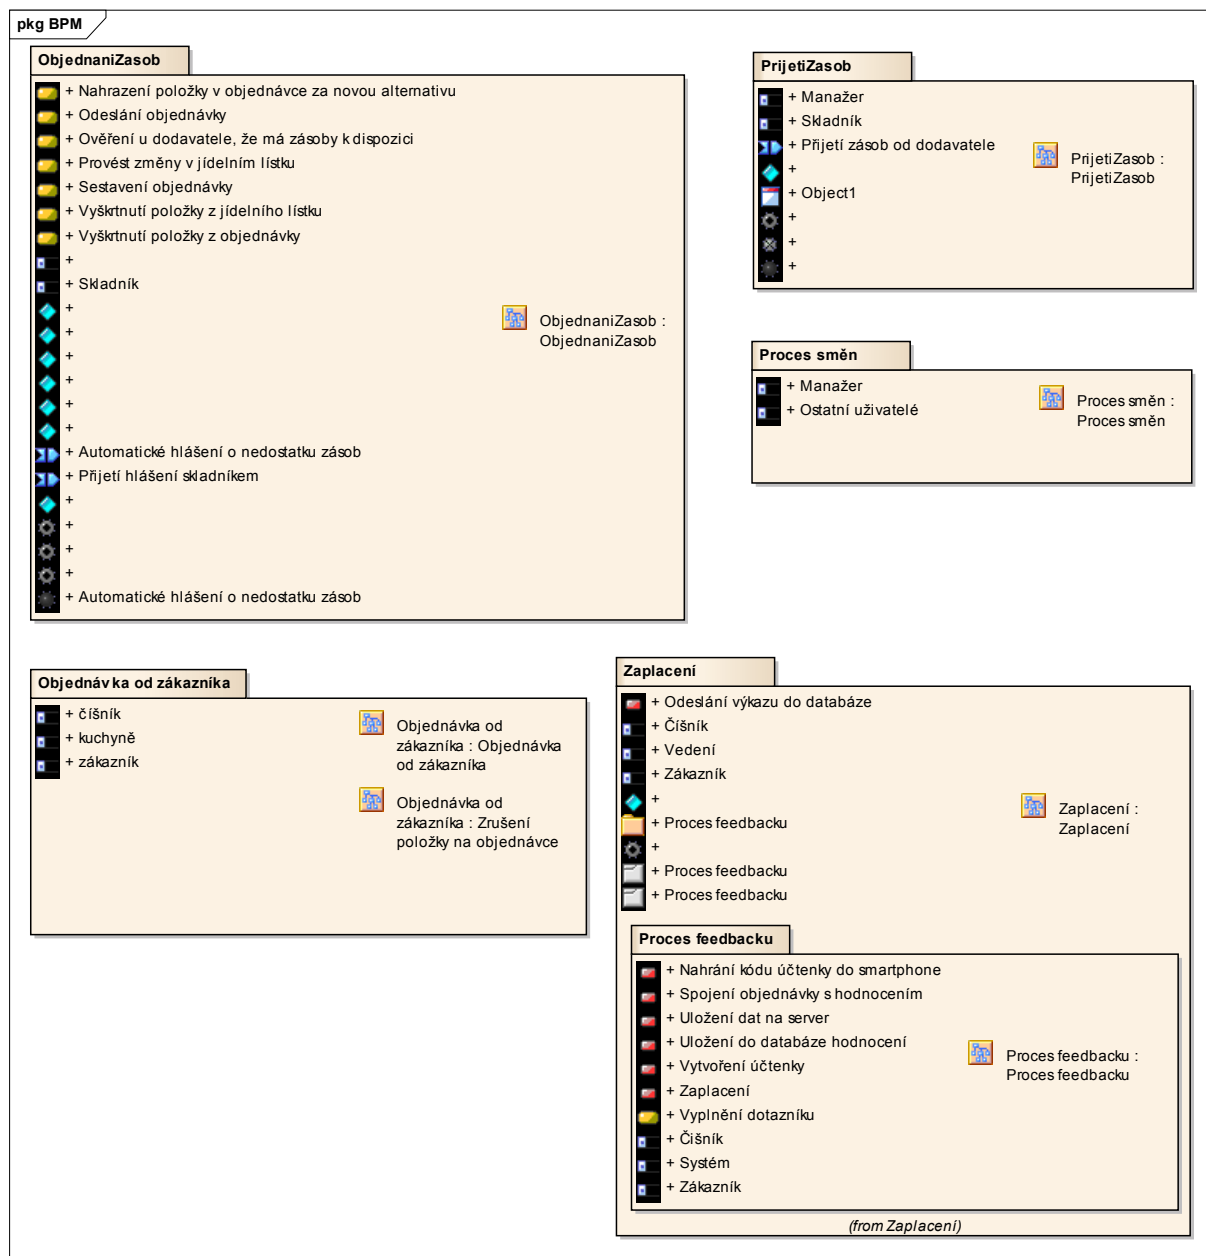 pkg BPM
ObjednaniZasob
+ Nahrazení položky v objednávce za novou alternativu
+ Odeslání objednávky
+ Ověření u dodavatele, že má zásoby k dispozici
+ Provést změny v jídelním lístku
+ Sestavení objednávky
+ Vyškrtnutí položky z jídelního lístku
+ Vyškrtnutí položky z objednávky
+
+ Skladník
+
+
+
+
+
+
+ Automatické hlášení o nedostatku zásob
+ Přijetí hlášení skladníkem
+
+
+
+
+ Automatické hlášení o nedostatku zásob
ObjednaniZasob :
ObjednaniZasob
PrijetiZasob
+ Manažer
+ Skladník
+ Přijetí zásob od dodavatele
+
+ Object1
+
+
+
PrijetiZasob :
PrijetiZasob
Proces směn
+ Manažer
+ Ostatní uživatelé
Proces směn :
Proces směn
Objednávka od zákazníka
+ číšník
+ kuchyně
+ zákazník
Objednávka od
zákazníka : Objednávka
od zákazníka
Objednávka od
zákazníka : Zrušení
položky na objednávce
Zaplacení
+ Odeslání výkazu do databáze
+ Číšník
+ Vedení
+ Zákazník
+
+ Proces feedbacku
+
+ Proces feedbacku
+ Proces feedbacku
Zaplacení :
Zaplacení
Proces feedbacku
+ Nahrání kódu účtenky do smartphone
+ Spojení objednávky s hodnocením
+ Uložení dat na server
+ Uložení do databáze hodnocení
+ Vytvoření účtenky
+ Zaplacení
+ Vyplnění dotazníku
+ Čišník
+ Systém
+ Zákazník
Proces feedbacku :
Proces feedbacku
(from Zaplacení)